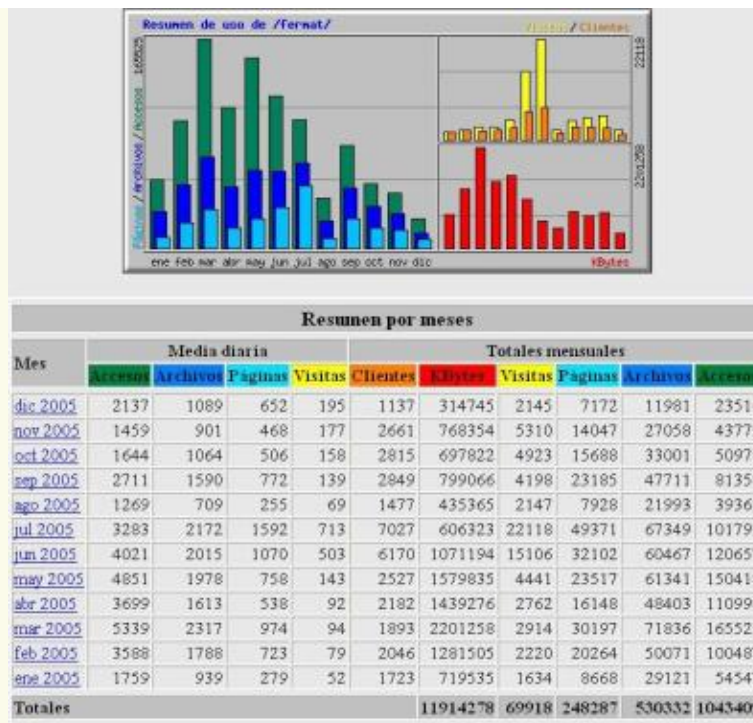 Resumen de uso de /fermat/
Visitas / Clientes
165525
22118
Páginas / Archivos / Accesos
2201258
ene feb mar abr may jun jul ago sep oct nov dic
KBytes
Resumen por meses
Mes Media diaria Totales mensuales
Accesos Archivos Páginas Visitas Clientes KBytes Visitas Páginas Archivos Acceso
dic 2005 2137 1089 652 195 1137 314745 2145 7172 11981 2351
nov 2005 1459 901 468 177 2661 768354 5310 14047 27058 4377
oct 2005 1644 1064 506 158 2815 697822 4923 15688 33001 5097
sep 2005 2711 1590 772 139 2849 799066 4198 23185 47711 8135
ago 2005 1269 709 255 69 1477 435365 2147 7928 21993 3936
jul 2005 3283 2172 1592 713 7027 606323 22118 49371 67349 10179
jun 2005 4021 2015 1070 503 6170 1071194 15106 32102 60467 12065
may 2005 4851 1978 758 143 2527 1579835 4441 23517 61341 15041
abr 2005 3699 1613 538 92 2182 1439276 2762 16148 48403 11099
mar 2005 5339 2317 974 94 1893 2201258 2914 30197 71836 16552
feb 2005 3588 1788 723 79 2046 1281505 2220 20264 50071 10048
ene 2005 1759 939 279 52 1723 719535 1634 8668 29121 5454
Totales 11914278 69918 248287 530332 104340